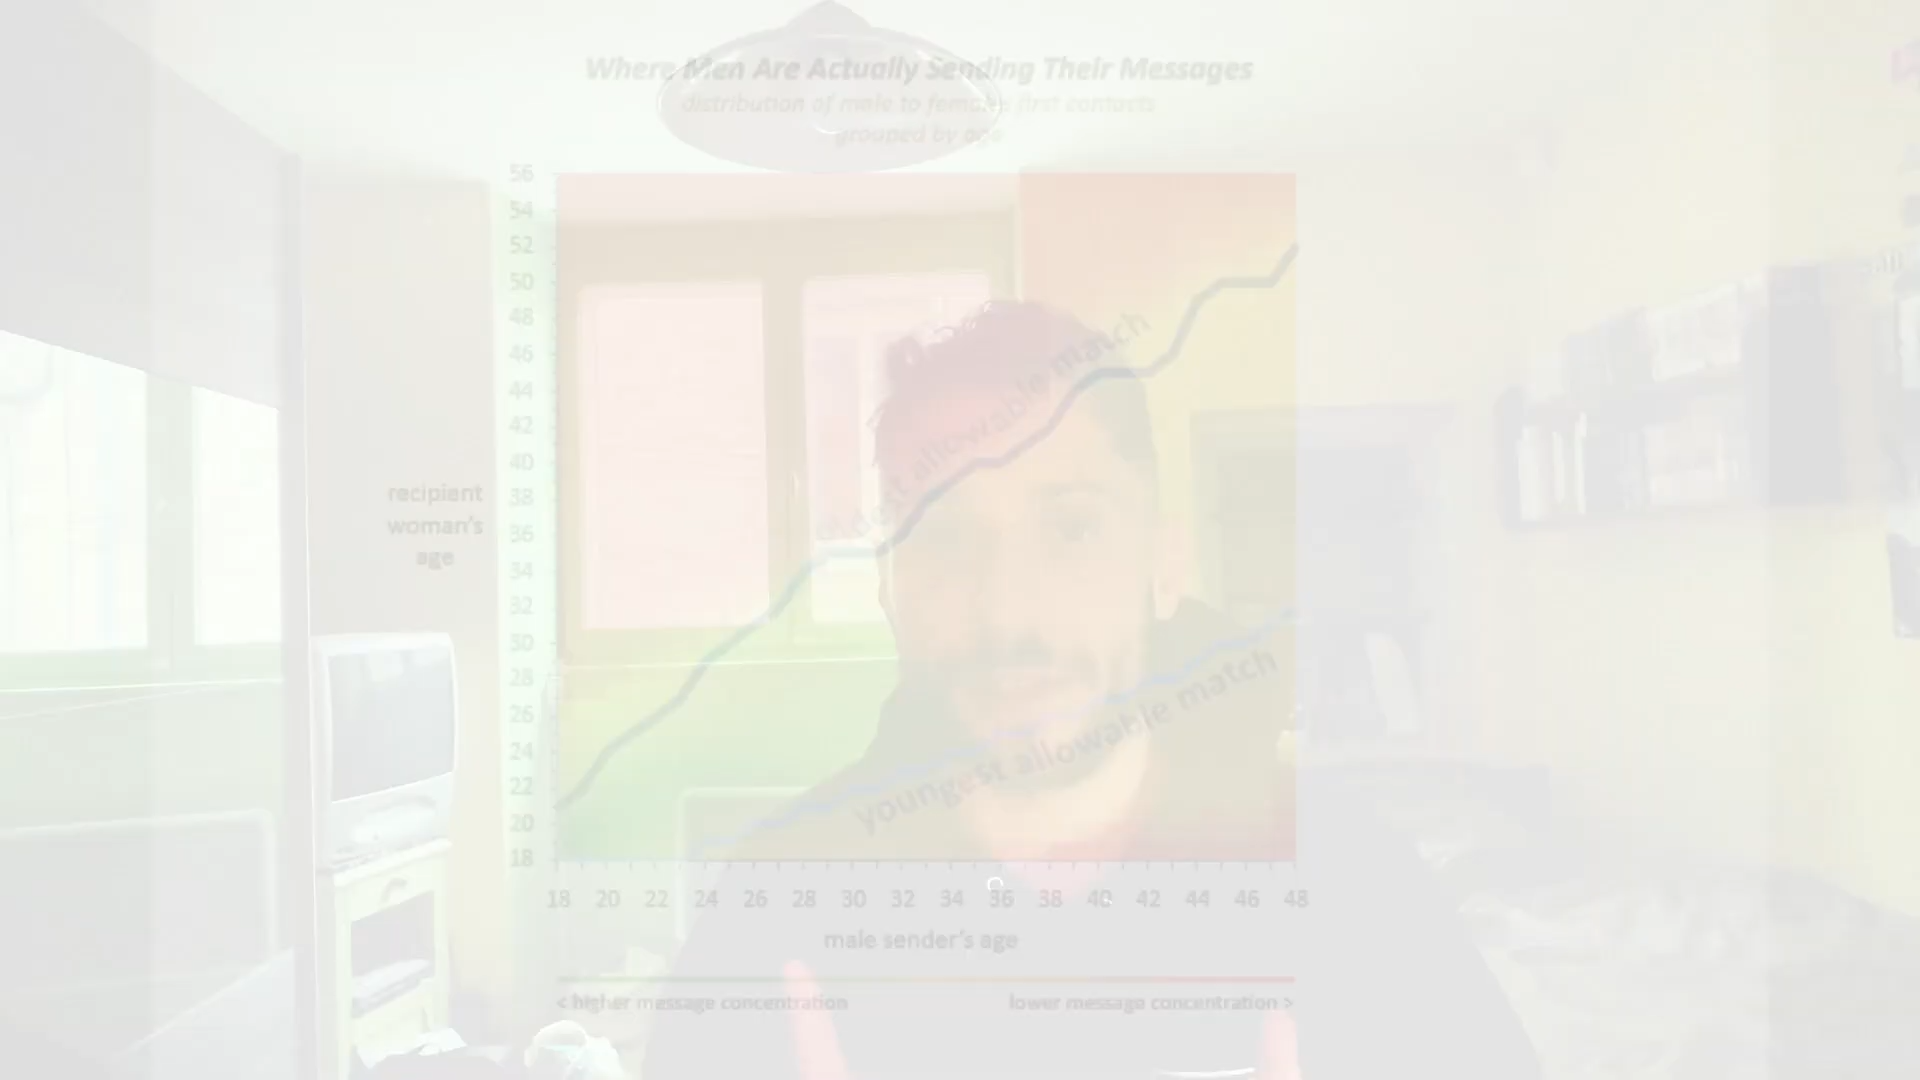 Where Men Are Actually Sending Their Messages
distribution of male to female first contacts
grouped by age
56
54
52
50
48
46
44
42
40
38
36
34
32
30
28
26
24
22
20
18
recipient
woman's
age
oldest allowable match
youngest allowable match
18 20 22 24 26 28 30 32 34 36 38 40 42 44 46 48
male sender's age
< higher message concentration lower message concentration >